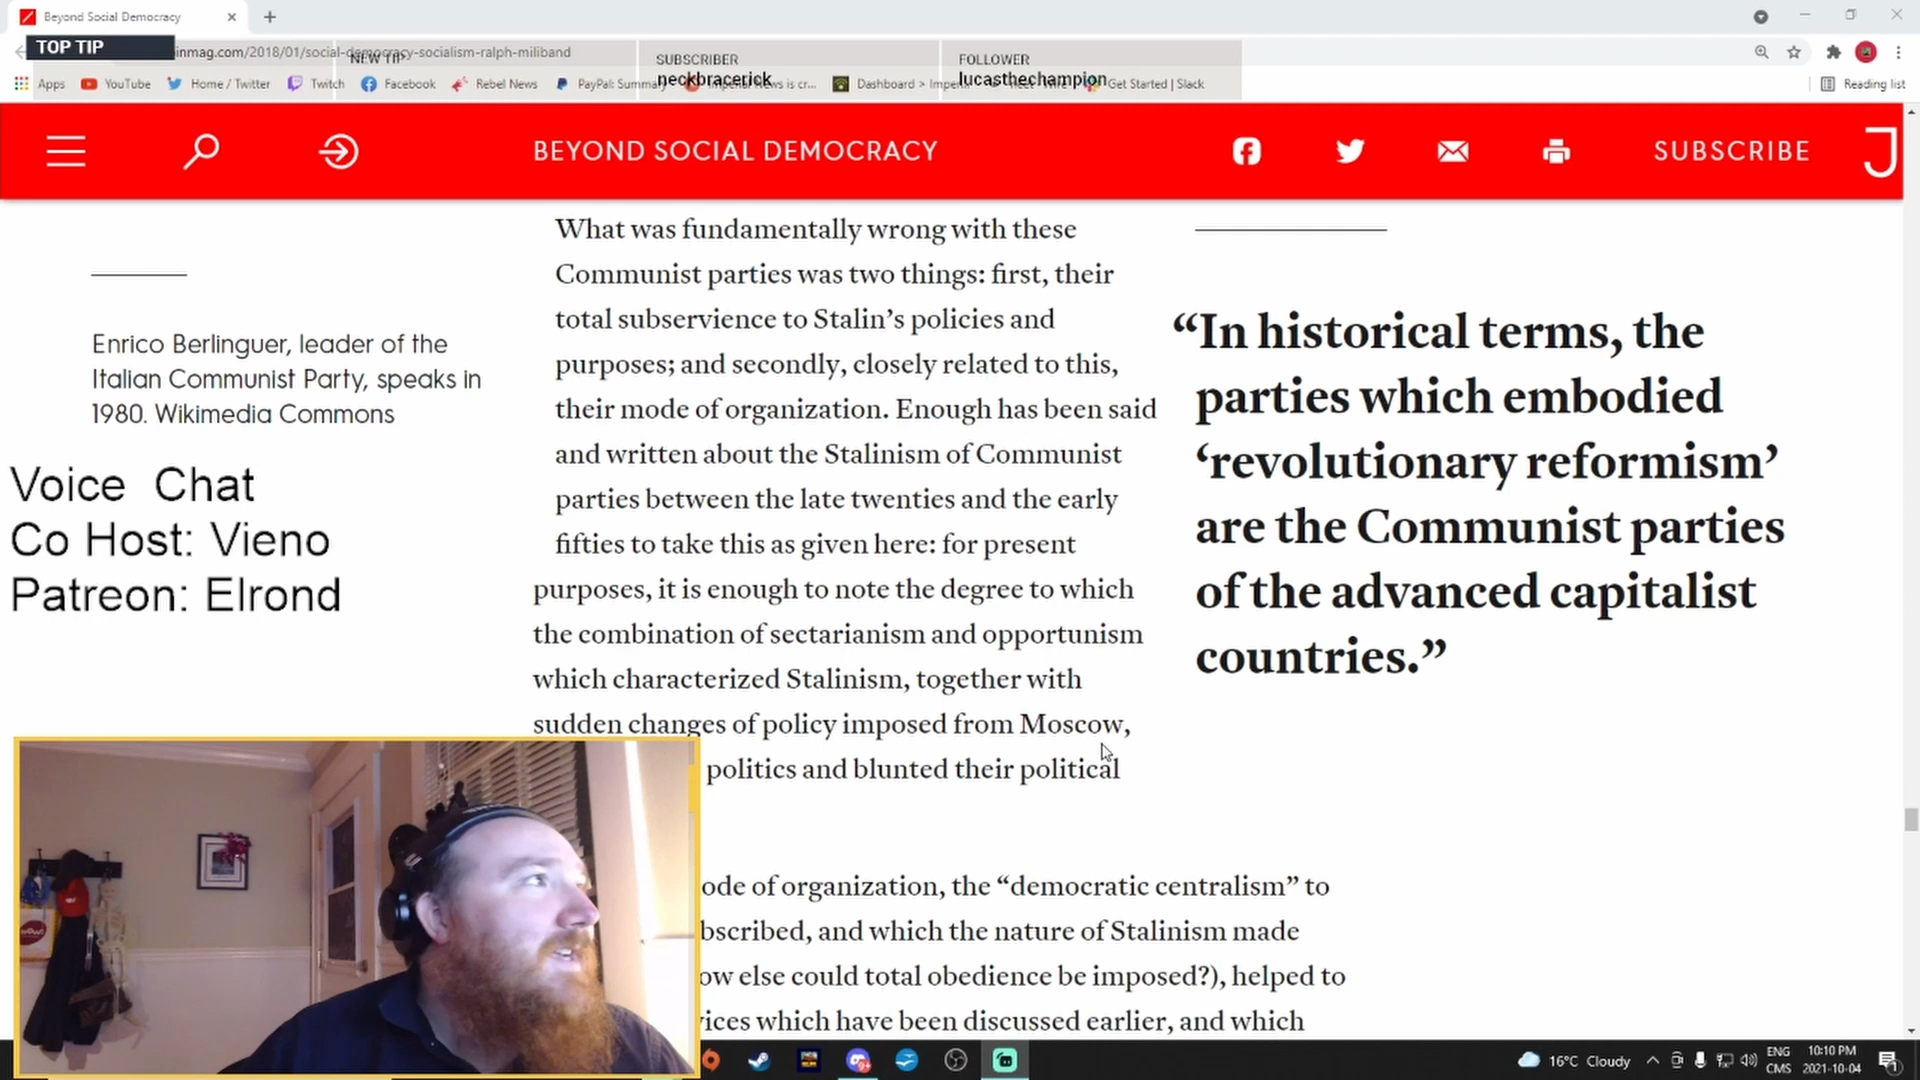 Beyond Social Democracy
TOP TIP
inmag.com/2018/01/social-democracy-socialism-ralph-miliband
NEW TIP
SUBSCRIBER
neckbracerick
FOLLOWER
lucasthechampion
Apps
YouTube
Home / Twitter
Twitch
Facebook
Rebel News
PayPal: Summary
Dashboard > Imperi...
Get Started | Slack
Reading list
BEYOND SOCIAL DEMOCRACY
SUBSCRIBE
J
Enrico Berlinguer, leader of the
Italian Communist Party, speaks in
1980. Wikimedia Commons
Voice Chat
Co Host: Vieno
Patreon: Elrond
What was fundamentally wrong with these
Communist parties was two things: first, their
total subservience to Stalin’s policies and
purposes; and secondly, closely related to this,
their mode of organization. Enough has been said
and written about the Stalinism of Communist
parties between the late twenties and the early
fifties to take this as given here: for present
purposes, it is enough to note the degree to which
the combination of sectarianism and opportunism
which characterized Stalinism, together with
sudden changes of policy imposed from Moscow,
politics and blunted their political
ode of organization, the “democratic centralism” to
bscribed, and which the nature of Stalinism made
ow else could total obedience be imposed?), helped to
ices which have been discussed earlier, and which
“In historical terms, the
parties which embodied
‘revolutionary reformism’
are the Communist parties
of the advanced capitalist
countries.”
16°C Cloudy
ENG
CMS
10:10 PM
2021-10-04